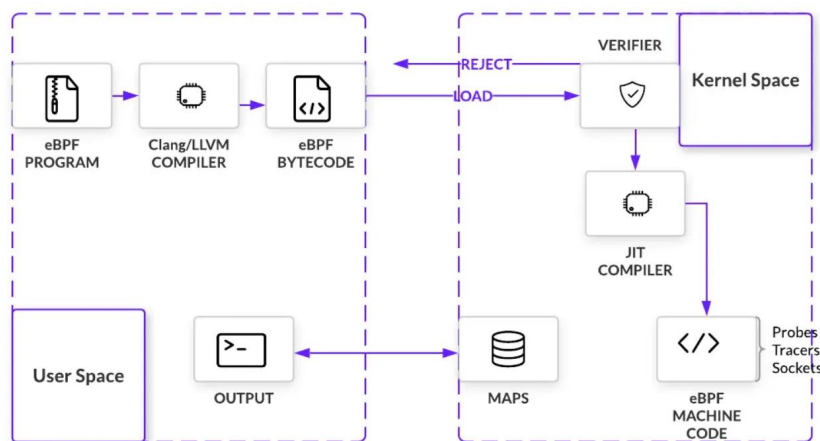 VERIFIER
Kernel Space
REJECT
LOAD
eBPF
PROGRAM
Clang/LLVM
COMPILER
eBPF
BYTECODE
JIT
COMPILER
User Space
>_
OUTPUT
MAPS
</>
eBPF
MACHINE
CODE
Probes
Tracers
Sockets